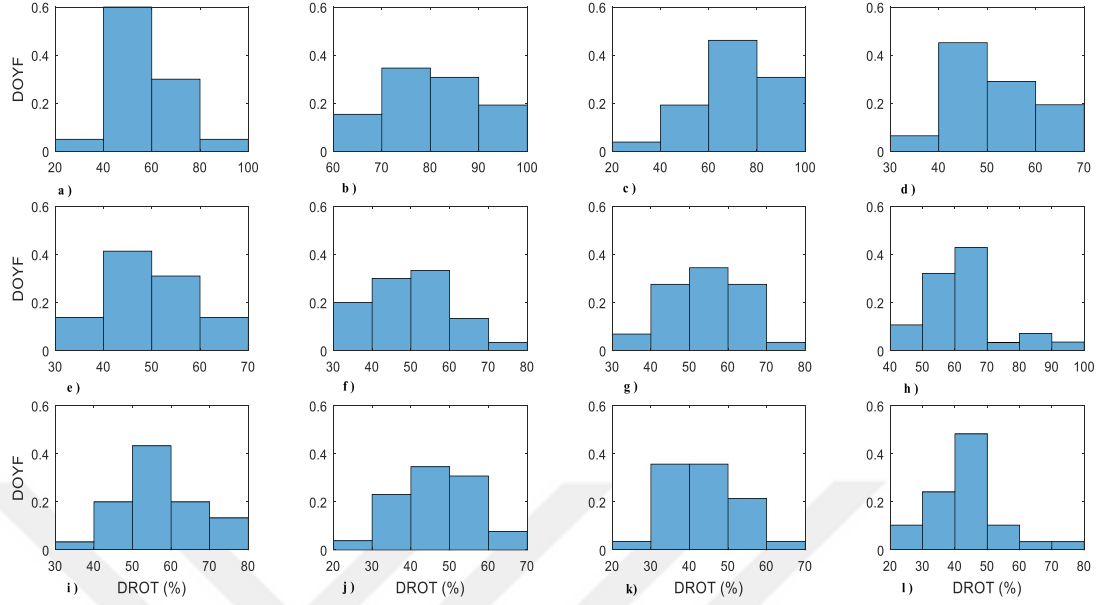 0.6 0.6 0.6 0.6
DOYF 0.4 0.4 0.4 0.4
0.2 0.2 0.2 0.2
0 0 0 0
20 40 60 80 100 60 70 80 90 100 20 40 60 80 100 30 40 50 60 70
a ) b ) c ) d )
0.6 0.6 0.6 0.6
DOYF 0.4 0.4 0.4 0.4
0.2 0.2 0.2 0.2
0 0 0 0
30 40 50 60 70 30 40 50 60 70 80 30 40 50 60 70 80 40 50 60 70 80 90 100
e ) f ) g ) h )
0.6 0.6 0.6 0.6
DOYF 0.4 0.4 0.4 0.4
0.2 0.2 0.2 0.2
0 0 0 0
30 40 50 60 70 80 20 30 40 50 60 70 20 30 40 50 60 70 20 30 40 50 60 70 80
i ) DROT (%) j ) DROT (%) k) DROT (%) l ) DROT (%)